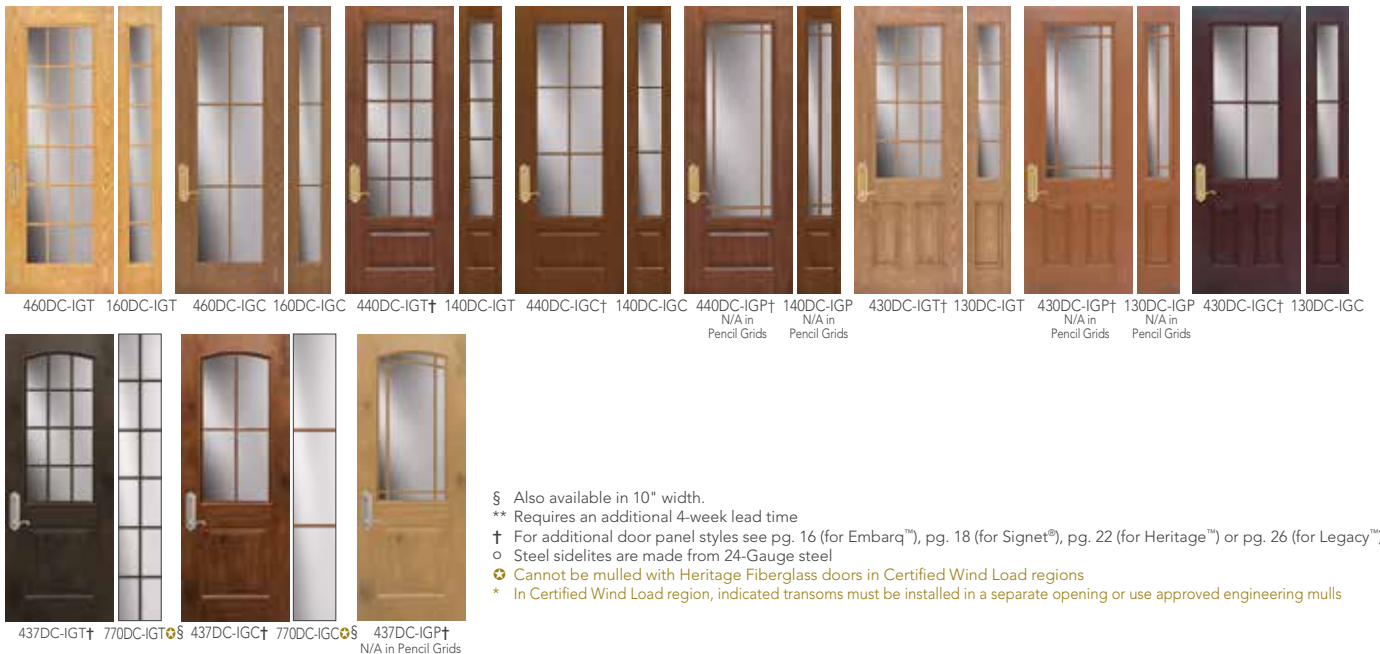 460DC-IGT 160DC-IGT 460DC-IGC 160DC-IGC 440DC-IGT† 140DC-IGT 440DC-IGC† 140DC-IGC 440DC-IGP† 140DC-IGP 430DC-IGT† 130DC-IGT 430DC-IGP† 130DC-IGP 430DC-IGC† 130DC-IGC
N/A in N/A in N/A in N/A in
Pencil Grids Pencil Grids Pencil Grids Pencil Grids
§ Also available in 10" width.
** Requires an additional 4-week lead time
† For additional door panel styles see pg. 16 (for Embarq™), pg. 18 (for Signet®), pg. 22 (for Heritage™) or pg. 26 (for Legacy™)
○ Steel sidelites are made from 24-Gauge steel
✪ Cannot be mulled with Heritage Fiberglass doors in Certified Wind Load regions
* In Certified Wind Load region, indicated transoms must be installed in a separate opening or use approved engineering mulls
437DC-IGT† 770DC-IGT✪§ 437DC-IGC† 770DC-IGC✪§ 437DC-IGP†
N/A in Pencil Grids